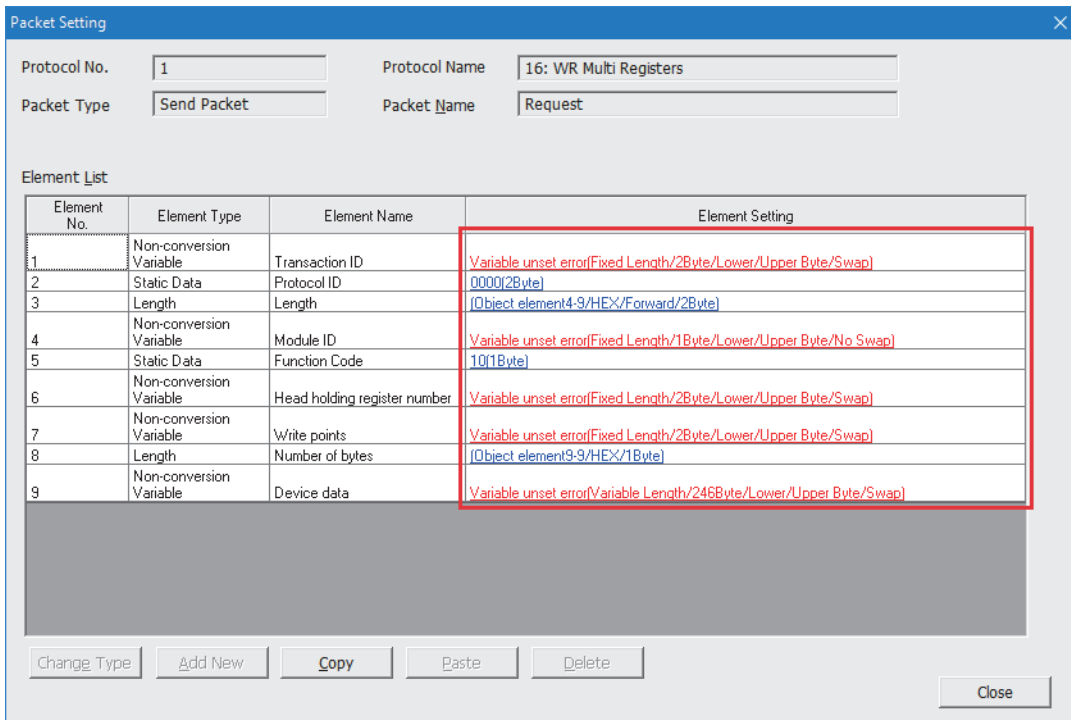 Packet Setting
Protocol No. 1 Protocol Name 16: WR Multi Registers
Packet Type Send Packet Packet Name Request
Element List
Element No. Element Type Element Name Element Setting
1 Non-conversion Variable Transaction ID Variable unset error(Fixed Length/2Byte/Lower/Upper Byte/Swap)
2 Static Data Protocol ID 0000(2Byte)
3 Length Length (Object element4-9/HEX/Forward/2Byte)
4 Non-conversion Variable Module ID Variable unset error(Fixed Length/1Byte/Lower/Upper Byte/No Swap)
5 Static Data Function Code 10(1Byte)
6 Non-conversion Variable Head holding register number Variable unset error(Fixed Length/2Byte/Lower/Upper Byte/Swap)
7 Non-conversion Variable Write points Variable unset error(Fixed Length/2Byte/Lower/Upper Byte/Swap)
8 Length Number of bytes (Object element9-9/HEX/1Byte)
9 Non-conversion Variable Device data Variable unset error(Variable Length/246Byte/Lower/Upper Byte/Swap)
Change Type Add New Copy Paste Delete
Close